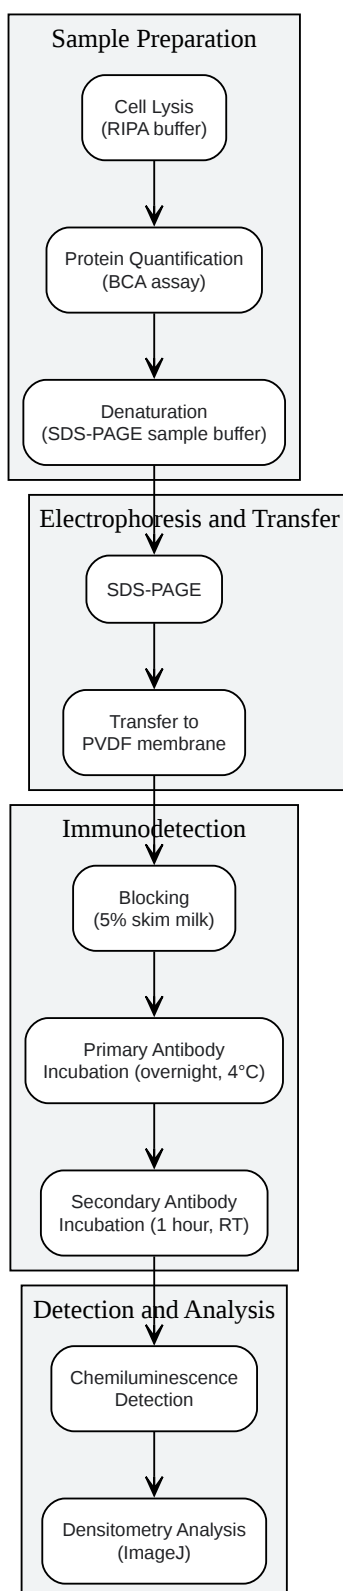 Sample Preparation
Cell Lysis
(RIPA buffer)
Protein Quantification
(BCA assay)
Denaturation
(SDS-PAGE sample buffer)
Electrophoresis and Transfer
SDS-PAGE
Transfer to
PVDF membrane
Immunodetection
Blocking
(5% skim milk)
Primary Antibody
Incubation (overnight, 4°C)
Secondary Antibody
Incubation (1 hour, RT)
Detection and Analysis
Chemiluminescence
Detection
Densitometry Analysis
(ImageJ)